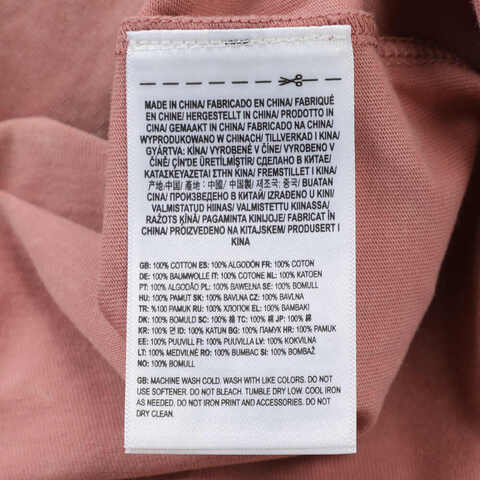 MADE IN CHINA/ FABRICADO EN CHINA/ FABRIQUÉ
EN CHINE/ HERGESTELLT IN CHINA/ PRODOTTO IN
CINA/ GEMAAKT IN CHINA/ FABRICADO NA CHINA/
WYPRODUKOWANO W CHINACH/ TILLVERKAD I KINA/
GYÁRTVA: KÍNA/ VYROBENÉ V ČÍNE/ VYROBENO V
ČÍNĚ/ ÇİN'DE ÜRETİLMİŞTİR/ СДЕЛАНО В КИТАЕ/
ΚΑΤΑΣΚΕΥΑΖΕΤΑΙ ΣΤΗΝ ΚΙΝΑ/ FREMSTILLET I KINA/
产地:中国/ 產地: 中國/ 中国製/ 제조국: 중국/ BUATAN
CINA/ ПРОИЗВЕДЕНО В КИТАЙ/ IZRAĐENO U KINI/
VALMISTATUD HIINAS/ VALMISTETTU KIINASSA/
RAŽOTS ĶĪNĀ/ PAGAMINTA KINIJOJE/ FABRICAT ÎN
CHINA/ PROIZVEDENO NA KITAJSKEM/ PRODUSERT I
KINA
GB: 100% COTTON ES: 100% ALGODÓN FR: 100% COTON
DE: 100% BAUMWOLLE IT: 100% COTONE NL: 100% KATOEN
PT: 100% ALGODÃO PL: 100% BAWEŁNA SE: 100% BOMULL
HU: 100% PAMUT SK: 100% BAVLNA CZ: 100% BAVLNA
TR: %100 PAMUK RU: 100% ХЛОПОК EL: 100% ΒΑΜΒΑΚΙ
DK: 100% BOMULD SC: 100% 棉 TC: 100% 棉 JP: 100% 綿
KR: 100% 면 ID: 100% KATUN BG: 100% ПАМУК HR: 100% PAMUK
EE: 100% PUUVILL FI: 100% PUUVILLA LV: 100% KOKVILNA
LT: 100% MEDVILNĖ RO: 100% BUMBAC SI: 100% BOMBAŽ
NO: 100% BOMULL
GB: MACHINE WASH COLD. WASH WITH LIKE COLORS. DO NOT
USE SOFTENER. DO NOT BLEACH. TUMBLE DRY LOW. COOL IRON
AS NEEDED. DO NOT IRON PRINT AND ACCESSORIES. DO NOT
DRY CLEAN